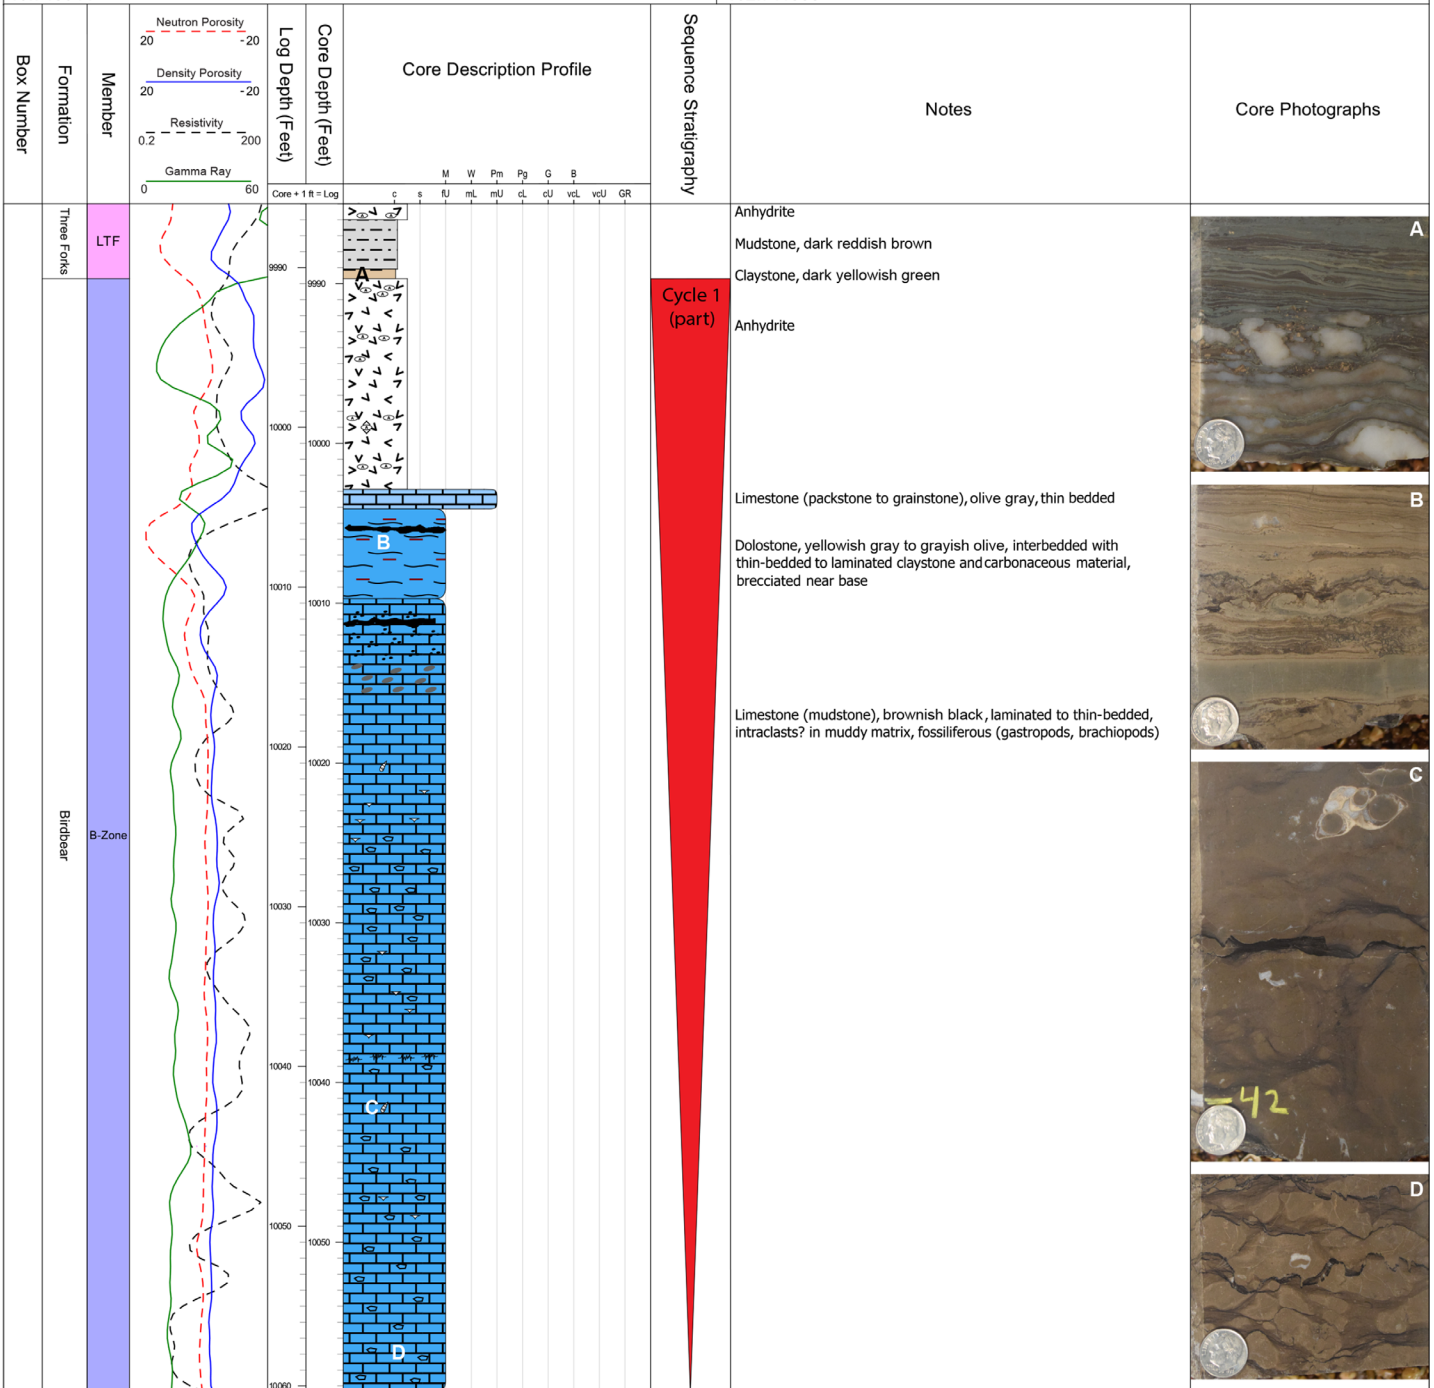 Box Number
Formation
Member
Neutron Porosity
20 -20
Density Porosity
20 -20
Resistivity
0.2 200
Gamma Ray
0 60
Log Depth (Feet)
Core Depth (Feet)
Core + 1 ft = Log
Core Description Profile
M W Pm Pg G B
c s fU mL mU cL cU vcL vcU GR
Sequence Stratigraphy
Notes
Core Photographs
Three Forks
LTF
Birdbear
B-Zone
9990
10000
10010
10020
10030
10040
10050
10060
9990
10000
10010
10020
10030
10040
10050
A
B
C
D
Cycle 1
(part)
Anhydrite
Mudstone, dark reddish brown
Claystone, dark yellowish green
Anhydrite
Limestone (packstone to grainstone), olive gray, thin bedded
Dolostone, yellowish gray to grayish olive, interbedded with
thin-bedded to laminated claystone and carbonaceous material,
brecciated near base
Limestone (mudstone), brownish black, laminated to thin-bedded,
intraclasts? in muddy matrix, fossiliferous (gastropods, brachiopods)
A
B
C
-42
D